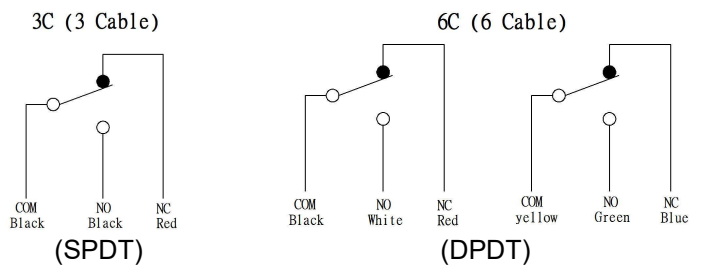 3C (3 Cable)
COM NO NC
Black Black Red
(SPDT)
6C (6 Cable)
COM NO NC COM NO NC
Black White Red yellow Green Blue
(DPDT)